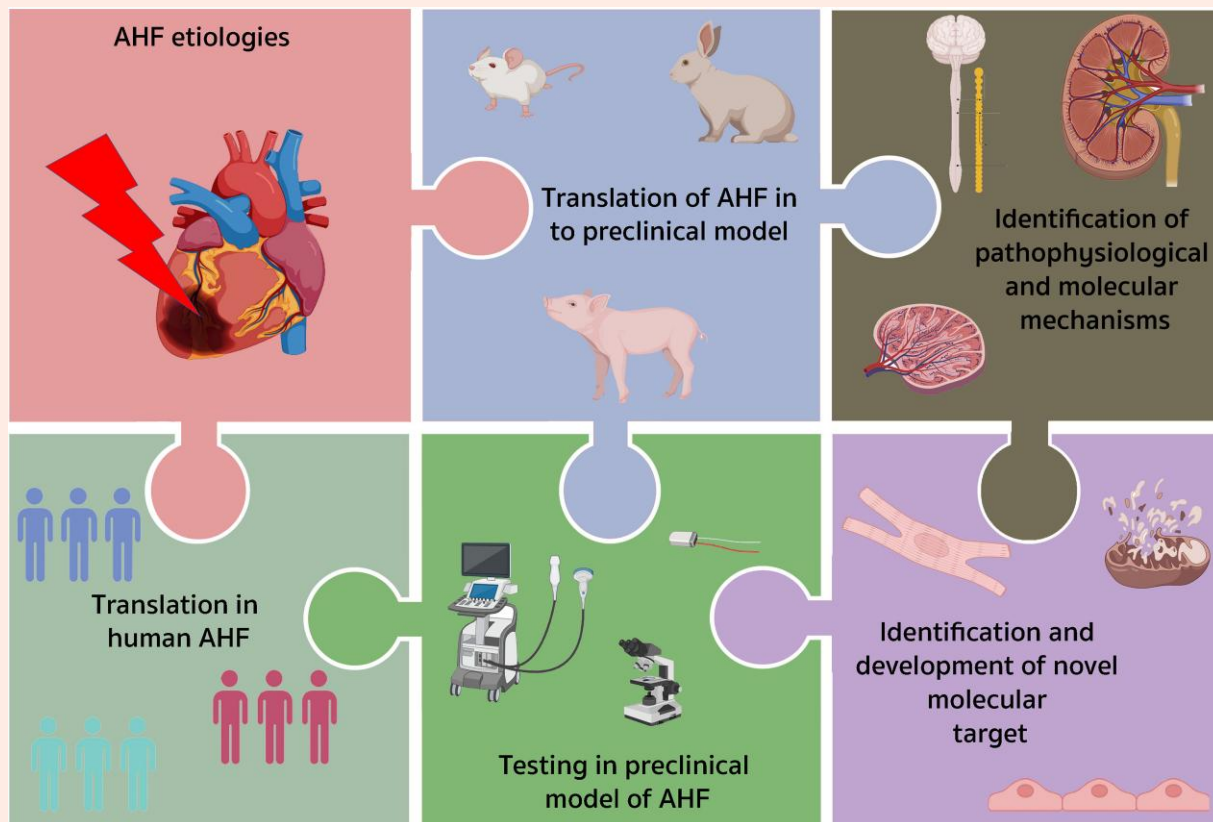 AHF etiologies
Translation of AHF in
to preclinical model
Identification of
pathophysiological
and molecular
mechanisms
Translation in
human AHF
Testing in preclinical
model of AHF
Identification and
development of novel
molecular
target